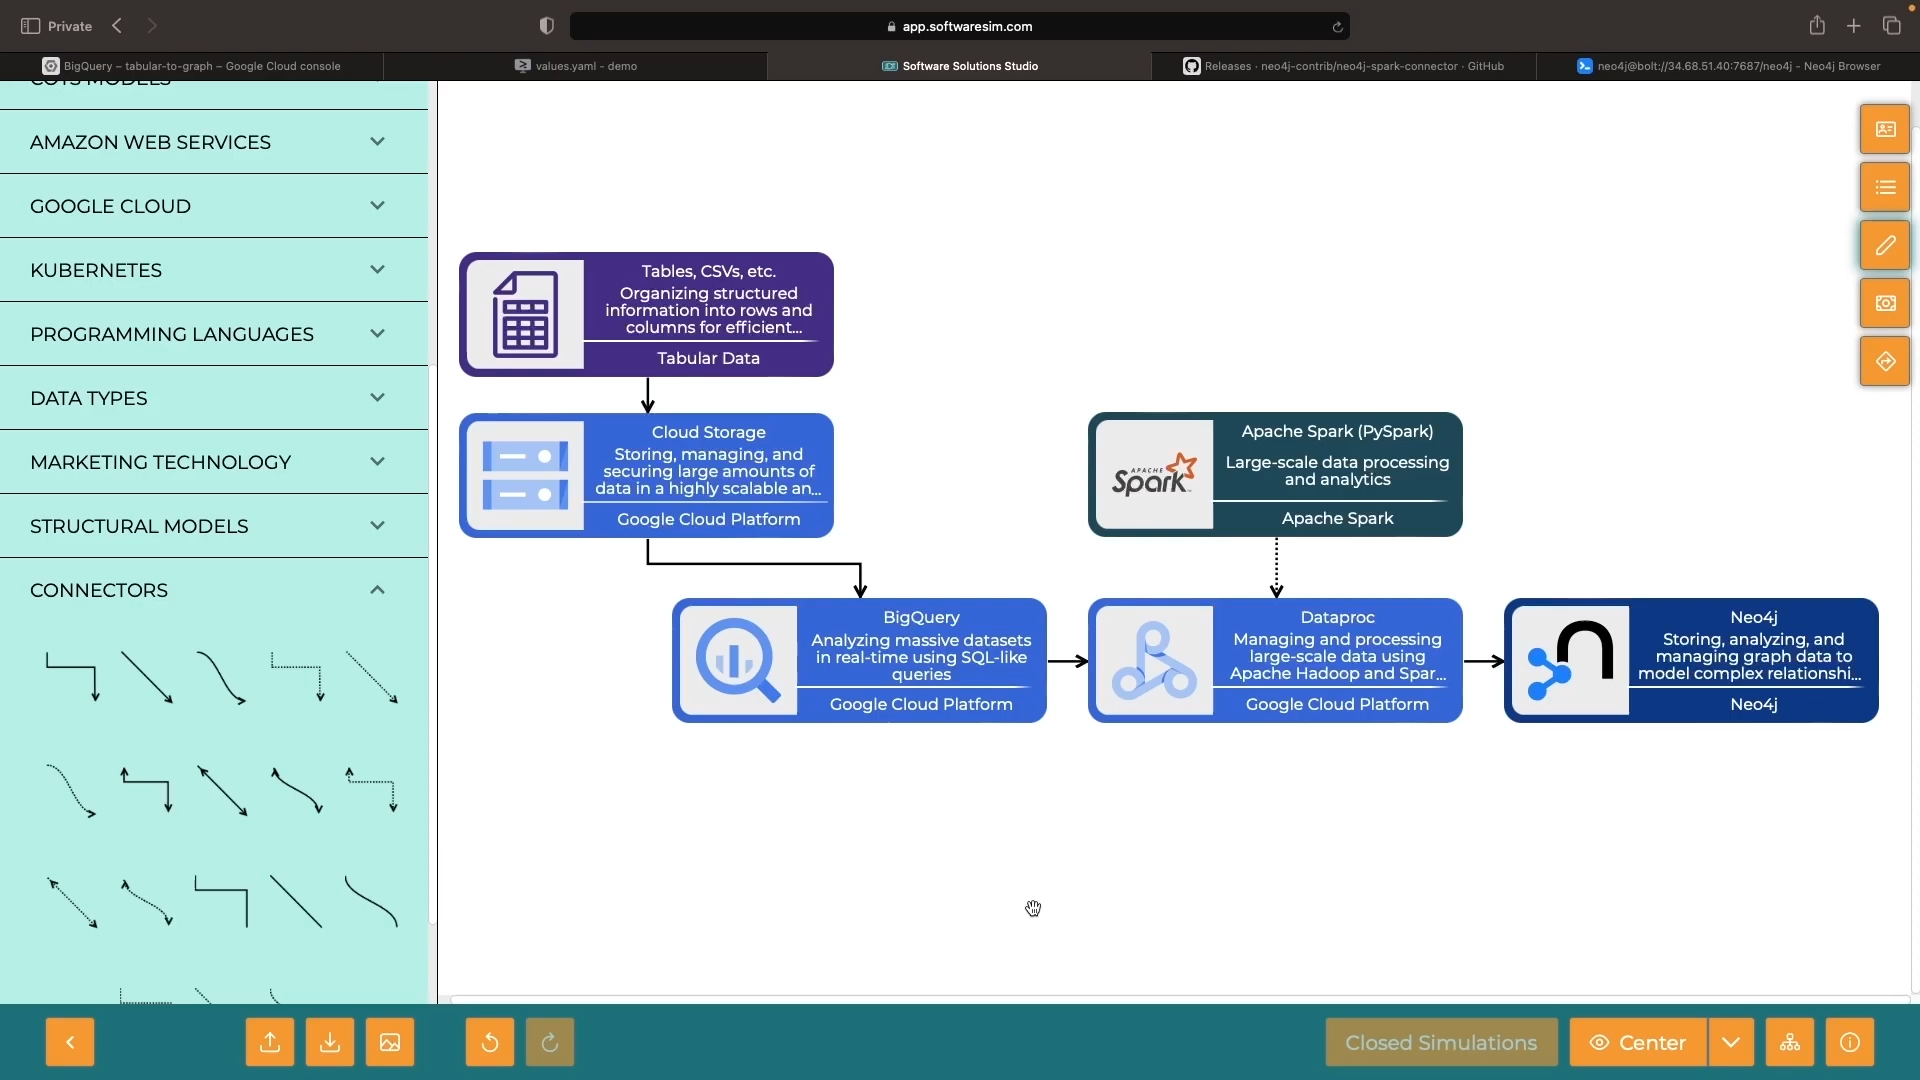 Private
app.softwaresim.com
BigQuery – tabular-to-graph – Google Cloud console
values.yaml - demo
Software Solutions Studio
Releases · neo4j-contrib/neo4j-spark-connector · GitHub
neo4j@bolt://34.68.51.40:7687/neo4j - Neo4j Browser
COTS MODELS
AMAZON WEB SERVICES
GOOGLE CLOUD
KUBERNETES
PROGRAMMING LANGUAGES
DATA TYPES
MARKETING TECHNOLOGY
STRUCTURAL MODELS
CONNECTORS
Tables, CSVs, etc.
Organizing structured
information into rows and
columns for efficient...
Tabular Data
Cloud Storage
Storing, managing, and
securing large amounts of
data in a highly scalable an...
Google Cloud Platform
APACHE
Spark
Apache Spark (PySpark)
Large-scale data processing
and analytics
Apache Spark
BigQuery
Analyzing massive datasets
in real-time using SQL-like
queries
Google Cloud Platform
Dataproc
Managing and processing
large-scale data using
Apache Hadoop and Spar...
Google Cloud Platform
Neo4j
Storing, analyzing, and
managing graph data to
model complex relationshi...
Neo4j
Closed Simulations
Center